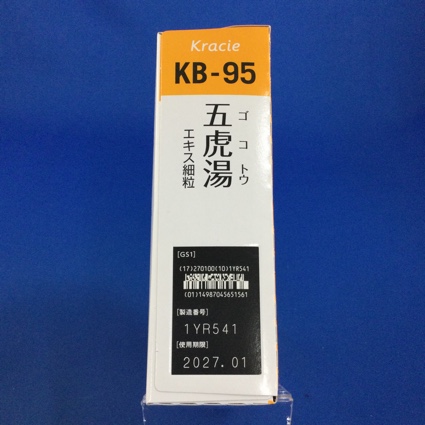 Kracie
KB-95
五虎湯
ゴコトウ
エキス細粒
[GS1]
(17)270100(10)1YR541
(01)14987045651561
[製造番号]
1YR541
[使用期限]
2027.01